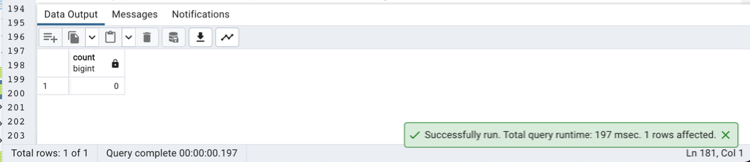 194
195
196
197
198
199
200
201
202
203
Data Output Messages Notifications
count
bigint
1 0
Successfully run. Total query runtime: 197 msec. 1 rows affected.
Total rows: 1 of 1 Query complete 00:00:00.197 Ln 181, Col 1